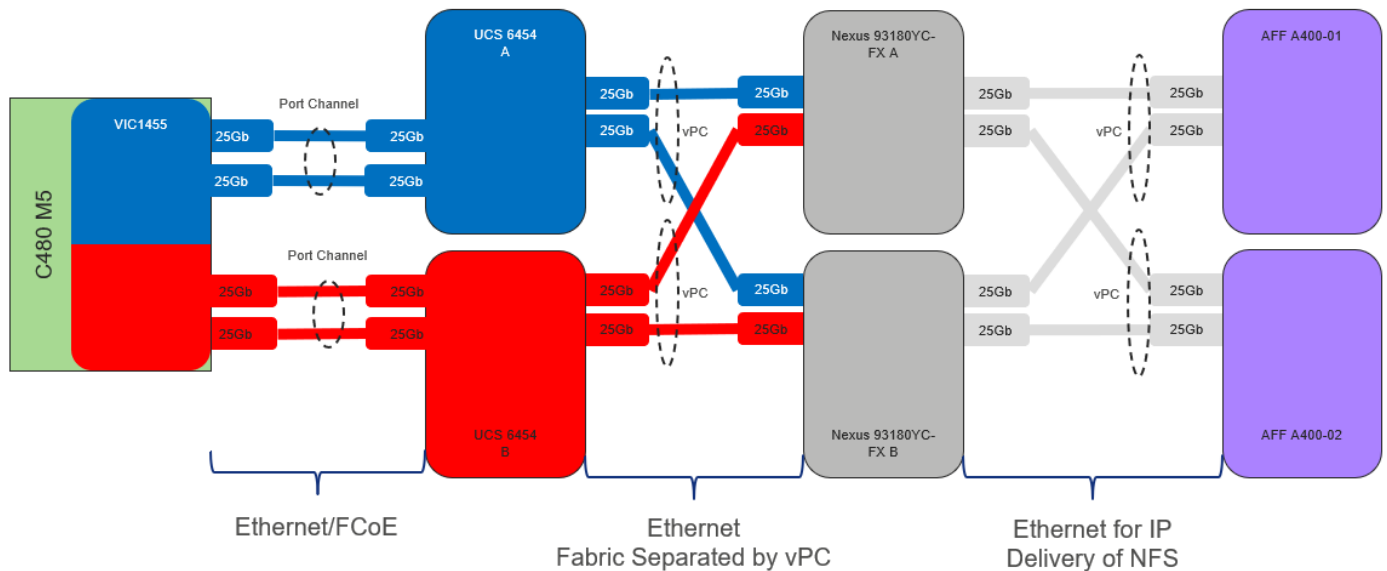 UCS 6454
A
Nexus 93180YC-
FX A
AFF A400-01
25Gb
25Gb
vPC
25Gb
25Gb
25Gb
25Gb
vPC
25Gb
25Gb
Port Channel
VIC1455
25Gb
25Gb
25Gb
25Gb
C480 M5
Port Channel
25Gb
25Gb
25Gb
25Gb
25Gb
25Gb
vPC
25Gb
25Gb
25Gb
25Gb
vPC
25Gb
25Gb
UCS 6454
B
Nexus 93180YC-
FX B
AFF A400-02
Ethernet/FCoE
Ethernet
Fabric Separated by vPC
Ethernet for IP
Delivery of NFS